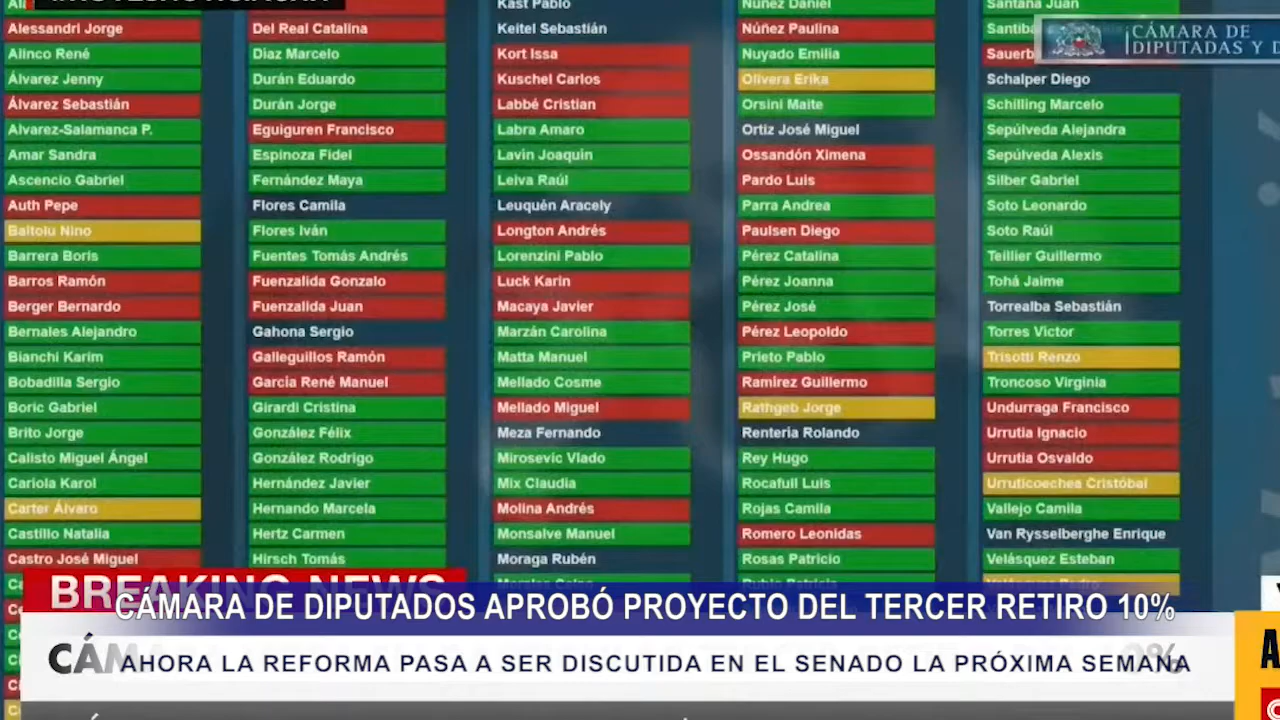 Alessandri Jorge
Alinco René
Álvarez Jenny
Álvarez Sebastián
Alvarez-Salamanca P.
Amar Sandra
Ascencio Gabriel
Auth Pepe
Baltolu Nino
Barrera Boris
Barros Ramón
Berger Bernardo
Bernales Alejandro
Bianchi Karim
Bobadilla Sergio
Boric Gabriel
Brito Jorge
Calisto Miguel Ángel
Cariola Karol
Carter Álvaro
Castillo Natalia
Castro José Miguel
Del Real Catalina
Díaz Marcelo
Durán Eduardo
Durán Jorge
Eguiguren Francisco
Espinoza Fidel
Fernández Maya
Flores Camila
Flores Iván
Fuentes Tomás Andrés
Fuenzalida Gonzalo
Fuenzalida Juan
Gahona Sergio
Galleguillos Ramón
García René Manuel
Girardi Cristina
González Félix
González Rodrigo
Hernández Javier
Hernando Marcela
Hertz Carmen
Hirsch Tomás
Kast Pablo
Keitel Sebastián
Kort Issa
Kuschel Carlos
Labbé Cristian
Labra Amaro
Lavín Joaquín
Leiva Raúl
Leuquén Aracely
Longton Andrés
Lorenzini Pablo
Luck Karin
Macaya Javier
Marzán Carolina
Matta Manuel
Mellado Cosme
Mellado Miguel
Meza Fernando
Mirosevic Vlado
Mix Claudia
Molina Andrés
Monsalve Manuel
Moraga Rubén
Núñez Daniel
Núñez Paulina
Nuyado Emilia
Olivera Erika
Orsini Maite
Ortiz José Miguel
Ossandón Ximena
Pardo Luis
Parra Andrea
Paulsen Diego
Pérez Catalina
Pérez Joanna
Pérez José
Pérez Leopoldo
Prieto Pablo
Ramírez Guillermo
Rathgeb Jorge
Rentería Rolando
Rey Hugo
Rocafull Luis
Rojas Camila
Romero Leonidas
Rosas Patricio
Santana Juan
Santiba
Sauerb
Schalper Diego
Schilling Marcelo
Sepúlveda Alejandra
Sepúlveda Alexis
Silber Gabriel
Soto Leonardo
Soto Raúl
Teillier Guillermo
Tohá Jaime
Torrealba Sebastián
Torres Víctor
Trisotti Renzo
Troncoso Virginia
Undurraga Francisco
Urrutia Ignacio
Urrutia Osvaldo
Urruticoechea Cristóbal
Vallejo Camila
Van Rysselberghe Enrique
Velásquez Esteban
CÁMARA DE
DIPUTADAS Y D
BREAKING NEWS
CÁMARA DE DIPUTADOS APROBÓ PROYECTO DEL TERCER RETIRO 10%
AHORA LA REFORMA PASA A SER DISCUTIDA EN EL SENADO LA PRÓXIMA SEMANA